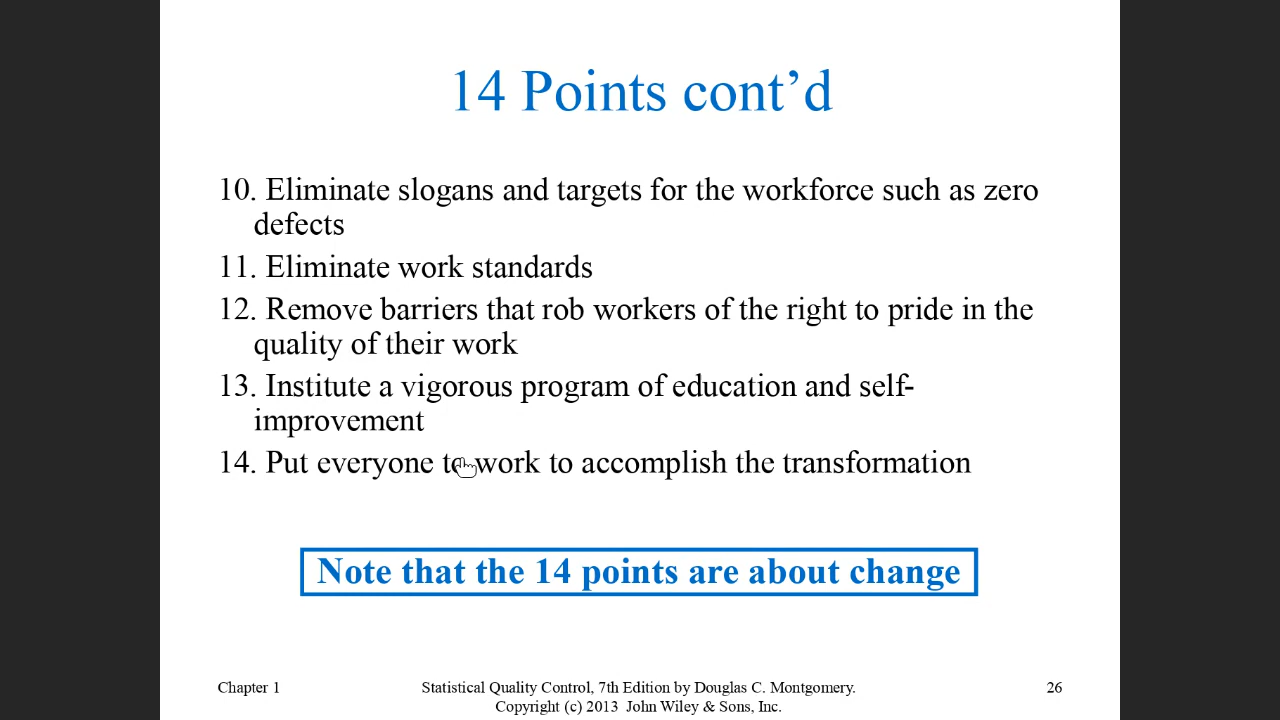 14 Points cont’d
10. Eliminate slogans and targets for the workforce such as zero
defects
11. Eliminate work standards
12. Remove barriers that rob workers of the right to pride in the
quality of their work
13. Institute a vigorous program of education and self-
improvement
14. Put everyone to work to accomplish the transformation
Note that the 14 points are about change
Chapter 1
Statistical Quality Control, 7th Edition by Douglas C. Montgomery.
Copyright (c) 2013 John Wiley & Sons, Inc.
26